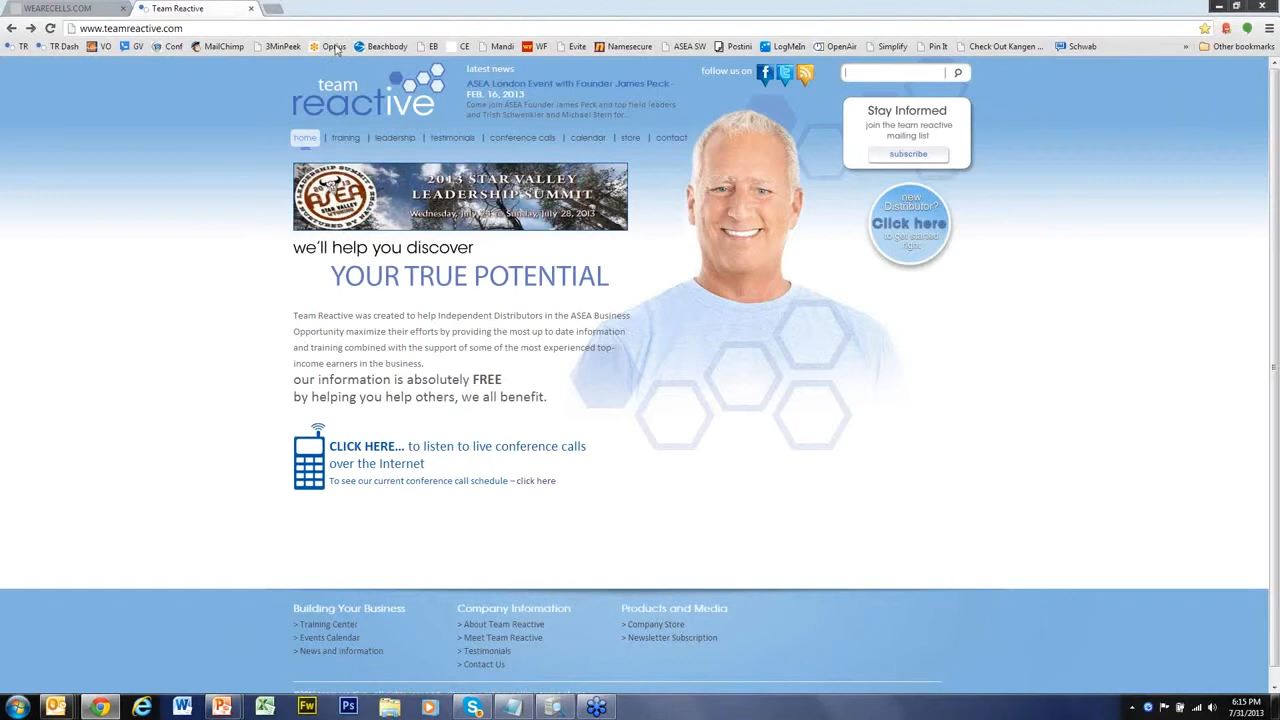 WEARECELLS.COM
Team Reactive
www.teamreactive.com
TR
TR Dash
VO
GV
Conf
MailChimp
3MinPeek
Beachbody
EB
CE
Mandi
WF
Evite
Namesecure
ASEA SW
Postini
LogMeIn
OpenAir
Simplify
Pin It
Check Out Kangen ...
Schwab
»
Other bookmarks
team
reactive
latest news
ASEA London Event with Founder James Peck -
FEB. 16, 2013
Come join ASEA Founder James Peck and top field leaders
and Trish Schwenkler and Michael Stern for...
follow us on
home | training | leadership | testimonials | conference calls | calendar | store | contact
Stay Informed
join the team reactive
mailing list
subscribe
new
Distributor?
Click here
to get started
right
ASEA
STAR VALLEY
2013 STAR VALLEY
LEADERSHIP SUMMIT
Wednesday, July 24 to Sunday, July 28, 2013
we'll help you discover
YOUR TRUE POTENTIAL
Team Reactive was created to help Independent Distributors in the ASEA Business
Opportunity maximize their efforts by providing the most up to date information
and training combined with the support of some of the most experienced top-
income earners in the business.
our information is absolutely FREE
by helping you help others, we all benefit.
CLICK HERE... to listen to live conference calls
over the Internet
To see our current conference call schedule – click here
Building Your Business
> Training Center
> Events Calendar
> News and Information
Company Information
> About Team Reactive
> Meet Team Reactive
> Testimonials
> Contact Us
Products and Media
> Company Store
> Newsletter Subscription
6:15 PM
7/31/2013